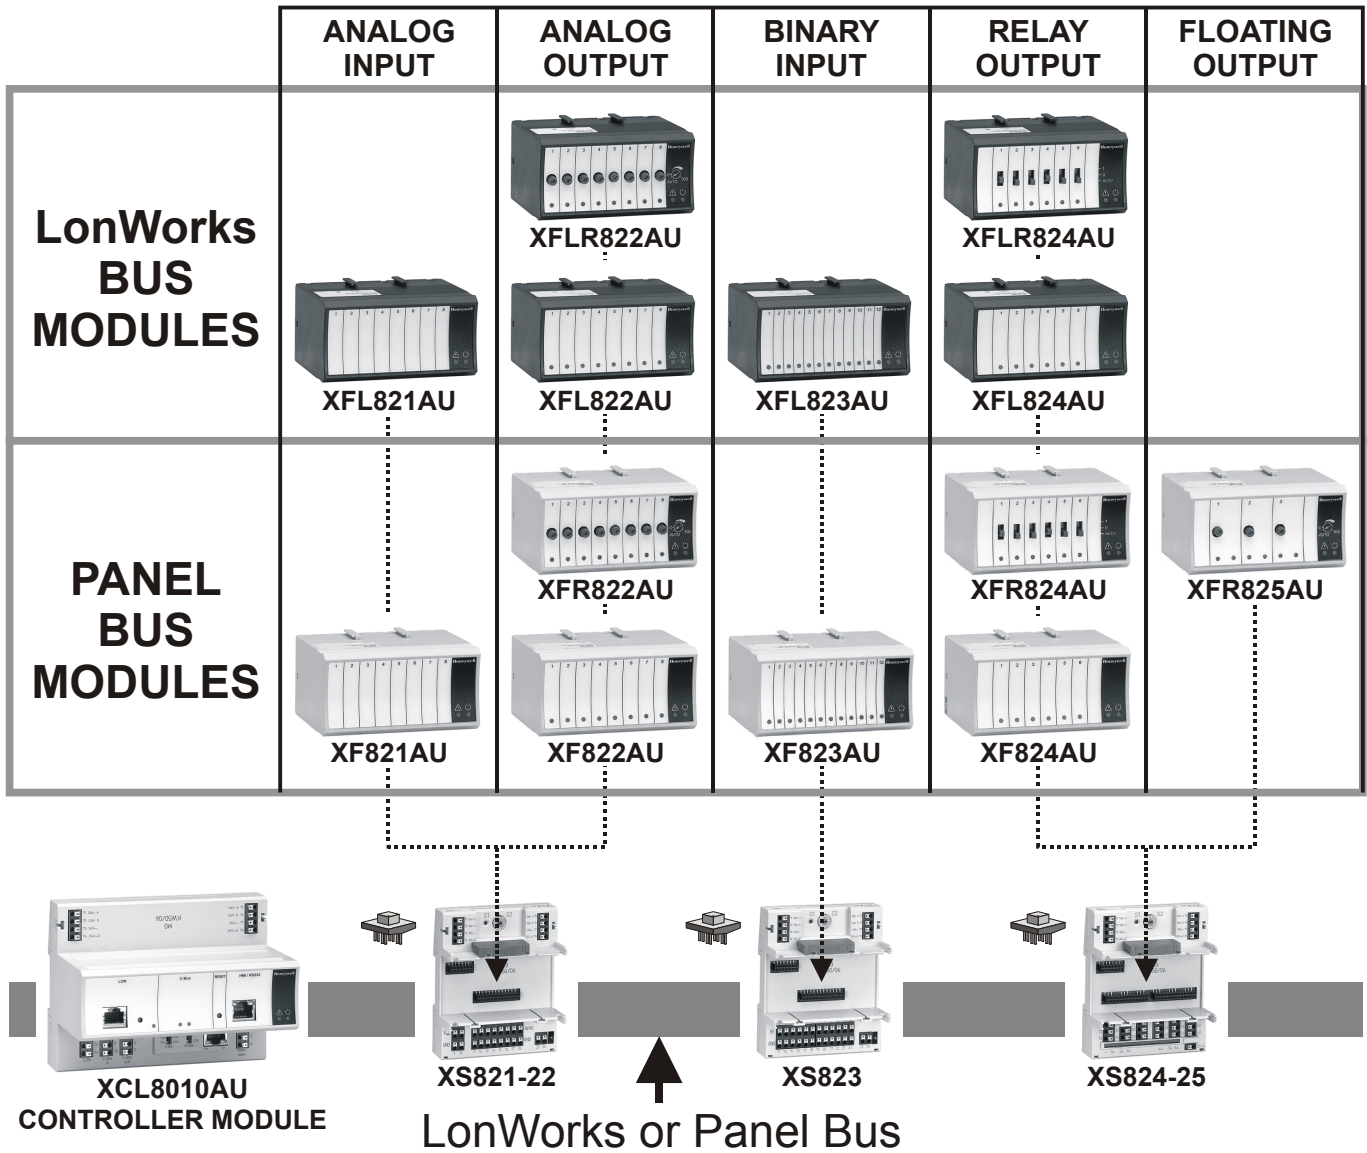 ANALOG
INPUT
ANALOG
OUTPUT
BINARY
INPUT
RELAY
OUTPUT
FLOATING
OUTPUT
LonWorks
BUS
MODULES
XFLR822AU
XFLR824AU
XFL821AU
XFL822AU
XFL823AU
XFL824AU
PANEL
BUS
MODULES
XFR822AU
XFR824AU
XFR825AU
XF821AU
XF822AU
XF823AU
XF824AU
XCL8010AU
CONTROLLER MODULE
XS821-22
XS823
XS824-25
LonWorks or Panel Bus